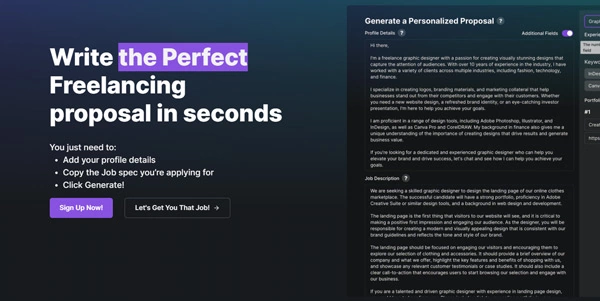 Write the Perfect
Freelancing
proposal in seconds
You just need to:
• Add your profile details
• Copy the Job spec you're applying for
• Click Generate!
Sign Up Now!
Let's Get You That Job! →
Generate a Personalized Proposal ?
Profile Details ?
Additional Fields
Hi there,
I'm a freelance graphic designer with a passion for creating visually stunning designs
that capture the attention of audiences. With over 10 years of experience in the industry, I have
worked with a variety of clients across multiple industries, including fashion, technology,
and finance.
I specialize in creating logos, branding materials, and marketing collateral that help
businesses stand out from their competitors and engage with their customers. Whether
you need a new website design, a refreshed brand identity, or an eye-catching investor
presentation, I'm here to help you achieve your goals.
I am proficient in a range of design tools, including Adobe Photoshop, Illustrator, and
InDesign, as well as Canva Pro and CorelDRAW. My background in finance also gives me a
unique understanding of the importance of creating designs that drive results and generate
business value.
If you're looking for a dedicated and experienced graphic designer who can help you
elevate your brand and drive success, let's chat and see how I can help you achieve your
goals.
Job Description ?
We are seeking a skilled graphic designer to design the landing page of our online clothes
marketplace. The successful candidate will have a strong portfolio, proficiency in Adobe
Creative Suite or similar design tools, and a background in web design and development.
The landing page is the first thing that visitors to our website will see, and it is critical to
making a positive first impression and engaging our audience. As the designer, you will be
responsible for creating a modern and visually appealing design that is consistent with our
brand guidelines and reflects the tone and style of our brand.
The landing page should be focused on engaging our visitors and encouraging them to
explore our selection of clothing and accessories. It should provide a brief overview of our
company and what we offer, highlight the key features and benefits of shopping with us,
and showcase any relevant customer testimonials or case studies. It should also include a
clear call-to-action that encourages users to start browsing our selection and engage with
our business.
If you are a talented and driven graphic designer with experience in landing page design,
Grap
Experie
The nam
field
Keywo
InDes
Canva
Portfo
#1
Creat
https